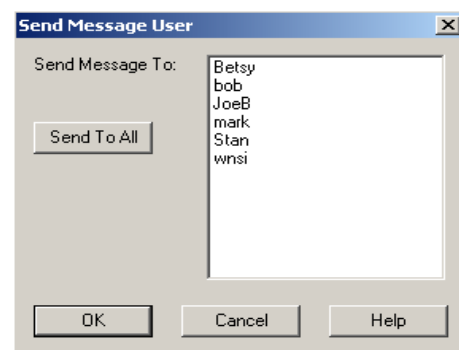 Send Message User
Send Message To:
Betsy
bob
JoeB
mark
Stan
wnsi
Send To All
OK
Cancel
Help